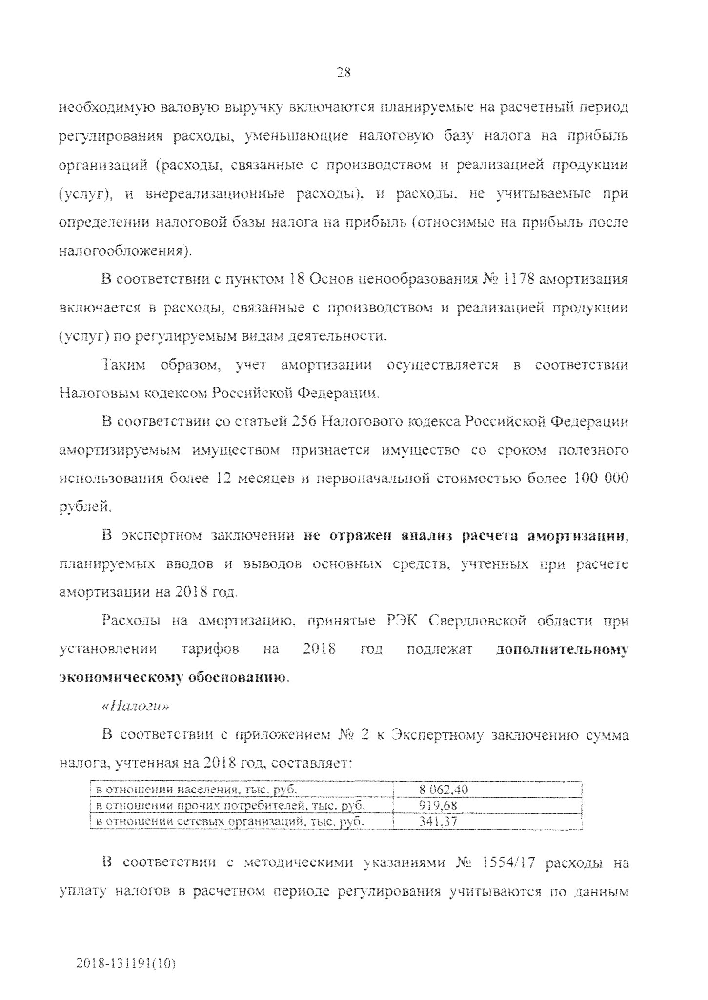 28
необходимую валовую выручку включаются планируемые на расчетный период
регулирования расходы, уменьшающие налоговую базу налога на прибыль
организаций (расходы, связанные с производством и реализацией продукции
(услуг), и внереализационные расходы), и расходы, не учитываемые при
определении налоговой базы налога на прибыль (относимые на прибыль после
налогообложения).
В соответствии с пунктом 18 Основ ценообразования № 1178 амортизация
включается в расходы, связанные с производством и реализацией продукции
(услуг) по регулируемым видам деятельности.
Таким образом, учет амортизации осуществляется в соответствии
Налоговым кодексом Российской Федерации.
В соответствии со статьей 256 Налогового кодекса Российской Федерации
амортизируемым имуществом признается имущество со сроком полезного
использования более 12 месяцев и первоначальной стоимостью более 100 000
рублей.
В экспертном заключении не отражен анализ расчета амортизации,
планируемых вводов и выводов основных средств, учтенных при расчете
амортизации на 2018 год.
Расходы на амортизацию, принятые РЭК Свердловской области при
установлении тарифов на 2018 год подлежат дополнительному
экономическому обоснованию.
«Налоги»
В соответствии с приложением № 2 к Экспертному заключению сумма
налога, учтенная на 2018 год, составляет:
в отношении населения, тыс. руб. 8 062,40
в отношении прочих потребителей, тыс. руб. 919,68
в отношении сетевых организаций, тыс. руб. 341,37
В соответствии с методическими указаниями № 1554/17 расходы на
уплату налогов в расчетном периоде регулирования учитываются по данным
2018-131191(10)